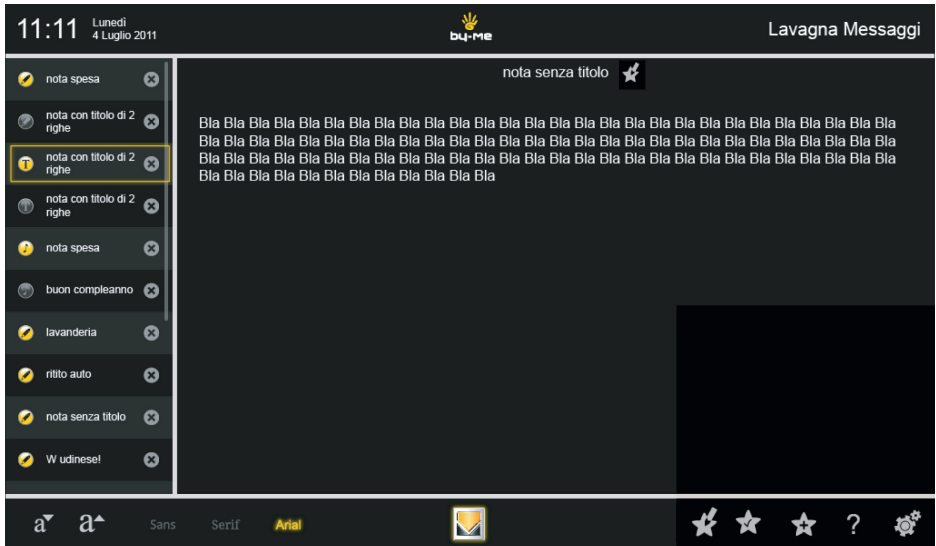 11:11
Lunedì
4 Luglio 2011
by-me
Lavagna Messaggi
nota spesa
nota con titolo di 2
righe
T
nota con titolo di 2
righe
nota con titolo di 2
righe
nota spesa
buon compleanno
lavanderia
ritito auto
nota senza titolo
W udinese!
nota senza titolo
Bla Bla Bla Bla Bla Bla Bla Bla Bla Bla Bla Bla Bla Bla Bla Bla Bla Bla Bla Bla Bla Bla Bla Bla Bla Bla Bla Bla
Bla Bla Bla Bla Bla Bla Bla Bla Bla Bla Bla Bla Bla Bla Bla Bla Bla Bla Bla Bla Bla Bla Bla Bla Bla Bla Bla Bla
Bla Bla Bla Bla Bla Bla Bla Bla Bla Bla Bla Bla Bla Bla Bla Bla Bla Bla Bla Bla Bla Bla Bla Bla Bla Bla Bla Bla
Bla Bla Bla Bla Bla Bla Bla Bla Bla Bla Bla Bla
a a Sans Serif Arial ?